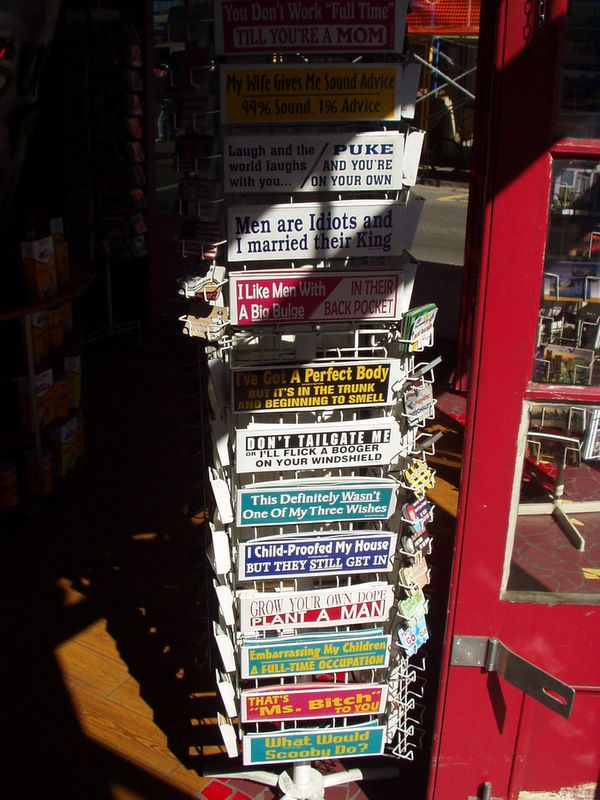 You Don't Work "Full Time"
TILL YOU'RE A MOM
My Wife Gives Me Sound Advice
99% Sound, 1% Advice
Laugh and the / PUKE
world laughs / AND YOU'RE
with you... / ON YOUR OWN
Men are Idiots and
I married their King
I Like Men With IN THEIR
A Big Bulge BACK POCKET
I've Got A Perfect Body
BUT IT'S IN THE TRUNK
AND BEGINNING TO SMELL
DON'T TAILGATE ME
OR I'LL FLICK A BOOGER
ON YOUR WINDSHIELD
This Definitely Wasn't
One Of My Three Wishes
I Child-Proofed My House
BUT THEY STILL GET IN
GROW YOUR OWN DOPE
PLANT A MAN
Embarrassing My Children
A FULL-TIME OCCUPATION
THAT'S
"Ms. Bitch" TO YOU
What Would
Scooby Do?